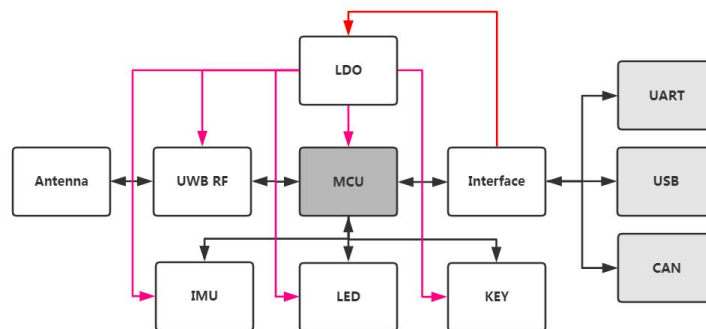 LDO
UART
Antenna
UWB RF
MCU
Interface
USB
IMU
LED
KEY
CAN